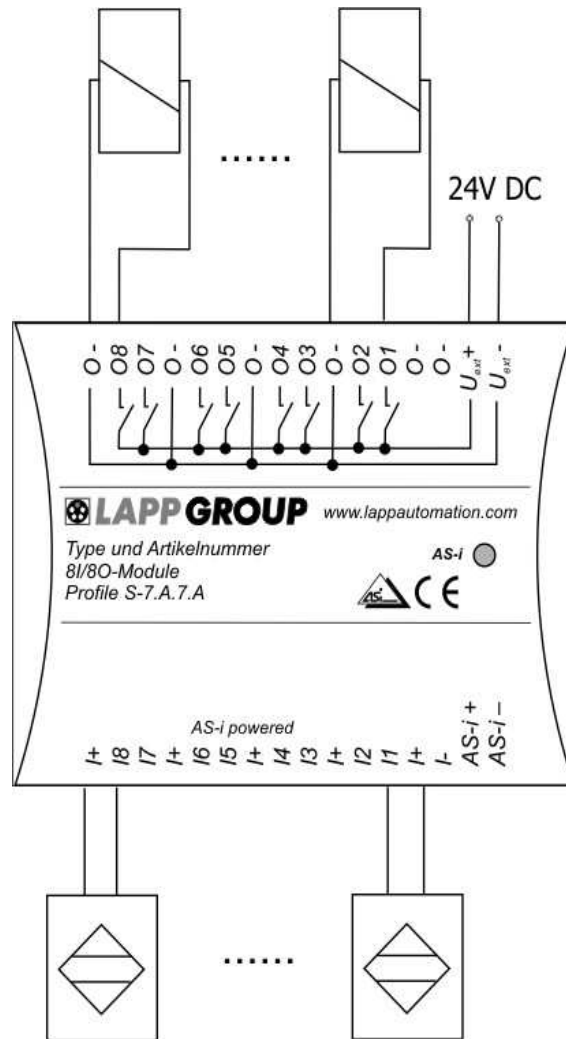 24V DC
O - O8 O7 O - O6 O5 O - O4 O3 O - O2 O1 O - O - Uext + Uext -
LAPP GROUP www.lappautomation.com
Type und Artikelnummer
8I/8O-Module
Profile S-7.A.7.A
AS-i
ASi CE
AS-i powered
I+ I8 I7 I+ I6 I5 I+ I4 I3 I+ I2 I1 I+ I- AS-i + AS-i –